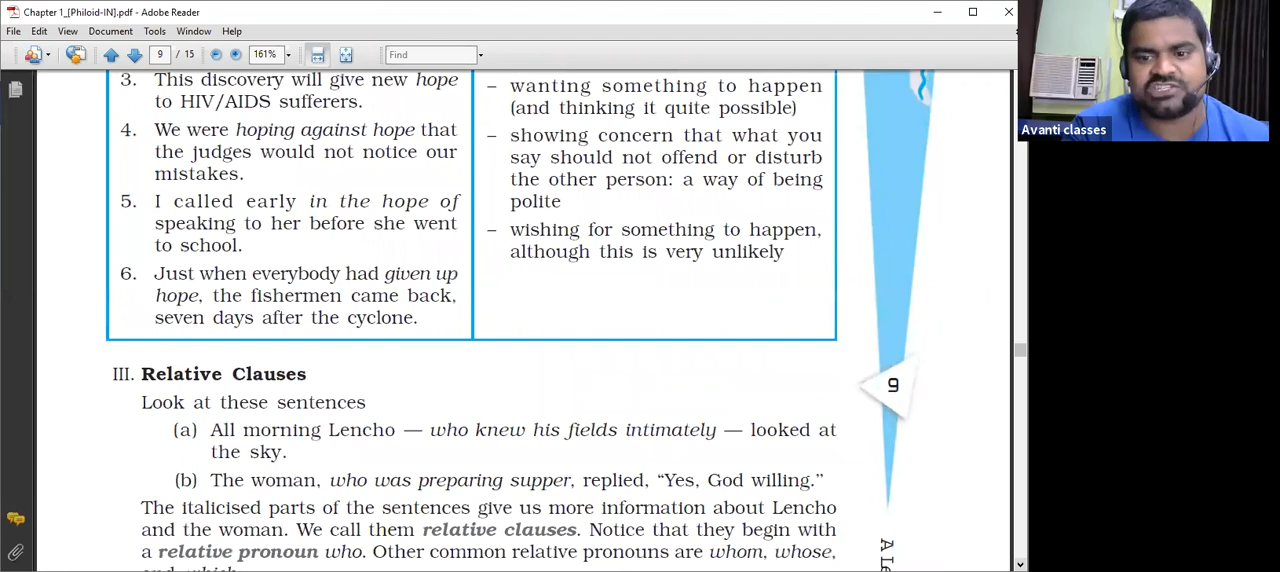 Chapter 1_[Philoid-IN].pdf - Adobe Reader
File Edit View Document Tools Window Help
9 / 15 161% Find
3. This discovery will give new hope
to HIV/AIDS sufferers.
4. We were hoping against hope that
the judges would not notice our
mistakes.
5. I called early in the hope of
speaking to her before she went
to school.
6. Just when everybody had given up
hope, the fishermen came back,
seven days after the cyclone.
– wanting something to happen
(and thinking it quite possible)
– showing concern that what you
say should not offend or disturb
the other person: a way of being
polite
– wishing for something to happen,
although this is very unlikely
III. Relative Clauses
Look at these sentences
(a) All morning Lencho — who knew his fields intimately — looked at
the sky.
(b) The woman, who was preparing supper, replied, “Yes, God willing.”
The italicised parts of the sentences give us more information about Lencho
and the woman. We call them relative clauses. Notice that they begin with
a relative pronoun who. Other common relative pronouns are whom, whose,
and which.
9
A Le
Avanti classes